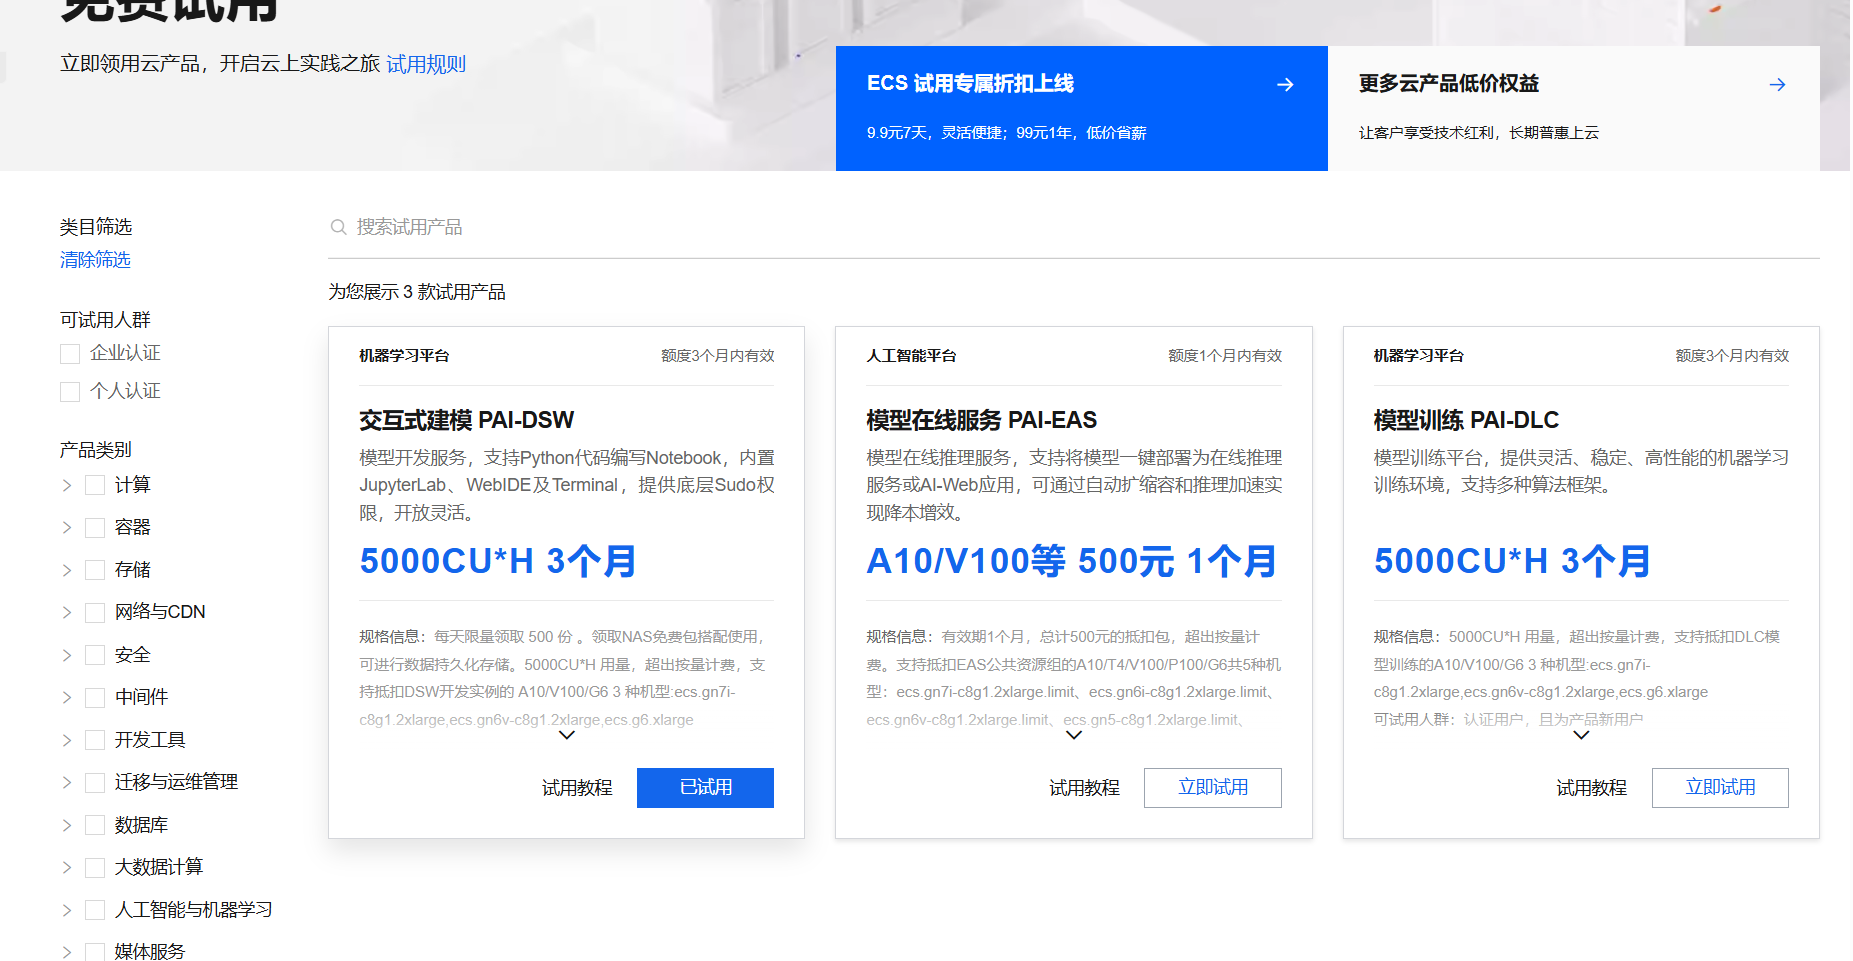 免费试用
立即领用云产品，开启云上实践之旅 试用规则
ECS 试用专属折扣上线
9.9元7天，灵活便捷；99元1年，低价省薪
更多云产品低价权益
让客户享受技术红利，长期普惠上云
类目筛选
清除筛选
可试用人群
企业认证
个人认证
产品类别
计算
容器
存储
网络与CDN
安全
中间件
开发工具
迁移与运维管理
数据库
大数据计算
人工智能与机器学习
媒体服务
搜索试用产品
为您展示 3 款试用产品
机器学习平台
额度3个月内有效
交互式建模 PAI-DSW
模型开发服务，支持Python代码编写Notebook，内置
JupyterLab、WebIDE及Terminal，提供底层Sudo权
限，开放灵活。
5000CU*H 3个月
规格信息：每天限量领取 500 份 。领取NAS免费包搭配使用，
可进行数据持久化存储。5000CU*H 用量，超出按量计费，支
持抵扣DSW开发实例的 A10/V100/G6 3 种机型:ecs.gn7i-
c8g1.2xlarge,ecs.gn6v-c8g1.2xlarge,ecs.g6.xlarge
试用教程
已试用
人工智能平台
额度1个月内有效
模型在线服务 PAI-EAS
模型在线推理服务，支持将模型一键部署为在线推理
服务或AI-Web应用，可通过自动扩缩容和推理加速实
现降本增效。
A10/V100等 500元 1个月
规格信息：有效期1个月，总计500元的抵扣包，超出按量计
费。支持抵扣EAS公共资源组的A10/T4/V100/P100/G6共5种机
型：ecs.gn7i-c8g1.2xlarge.limit、ecs.gn6i-c8g1.2xlarge.limit、
ecs.gn6v-c8g1.2xlarge.limit、ecs.gn5-c8g1.2xlarge.limit、
试用教程
立即试用
机器学习平台
额度3个月内有效
模型训练 PAI-DLC
模型训练平台，提供灵活、稳定、高性能的机器学习
训练环境，支持多种算法框架。
5000CU*H 3个月
规格信息：5000CU*H 用量，超出按量计费，支持抵扣DLC模
型训练的A10/V100/G6 3 种机型:ecs.gn7i-
c8g1.2xlarge,ecs.gn6v-c8g1.2xlarge,ecs.g6.xlarge
可试用人群：认证用户，且为产品新用户
试用教程
立即试用